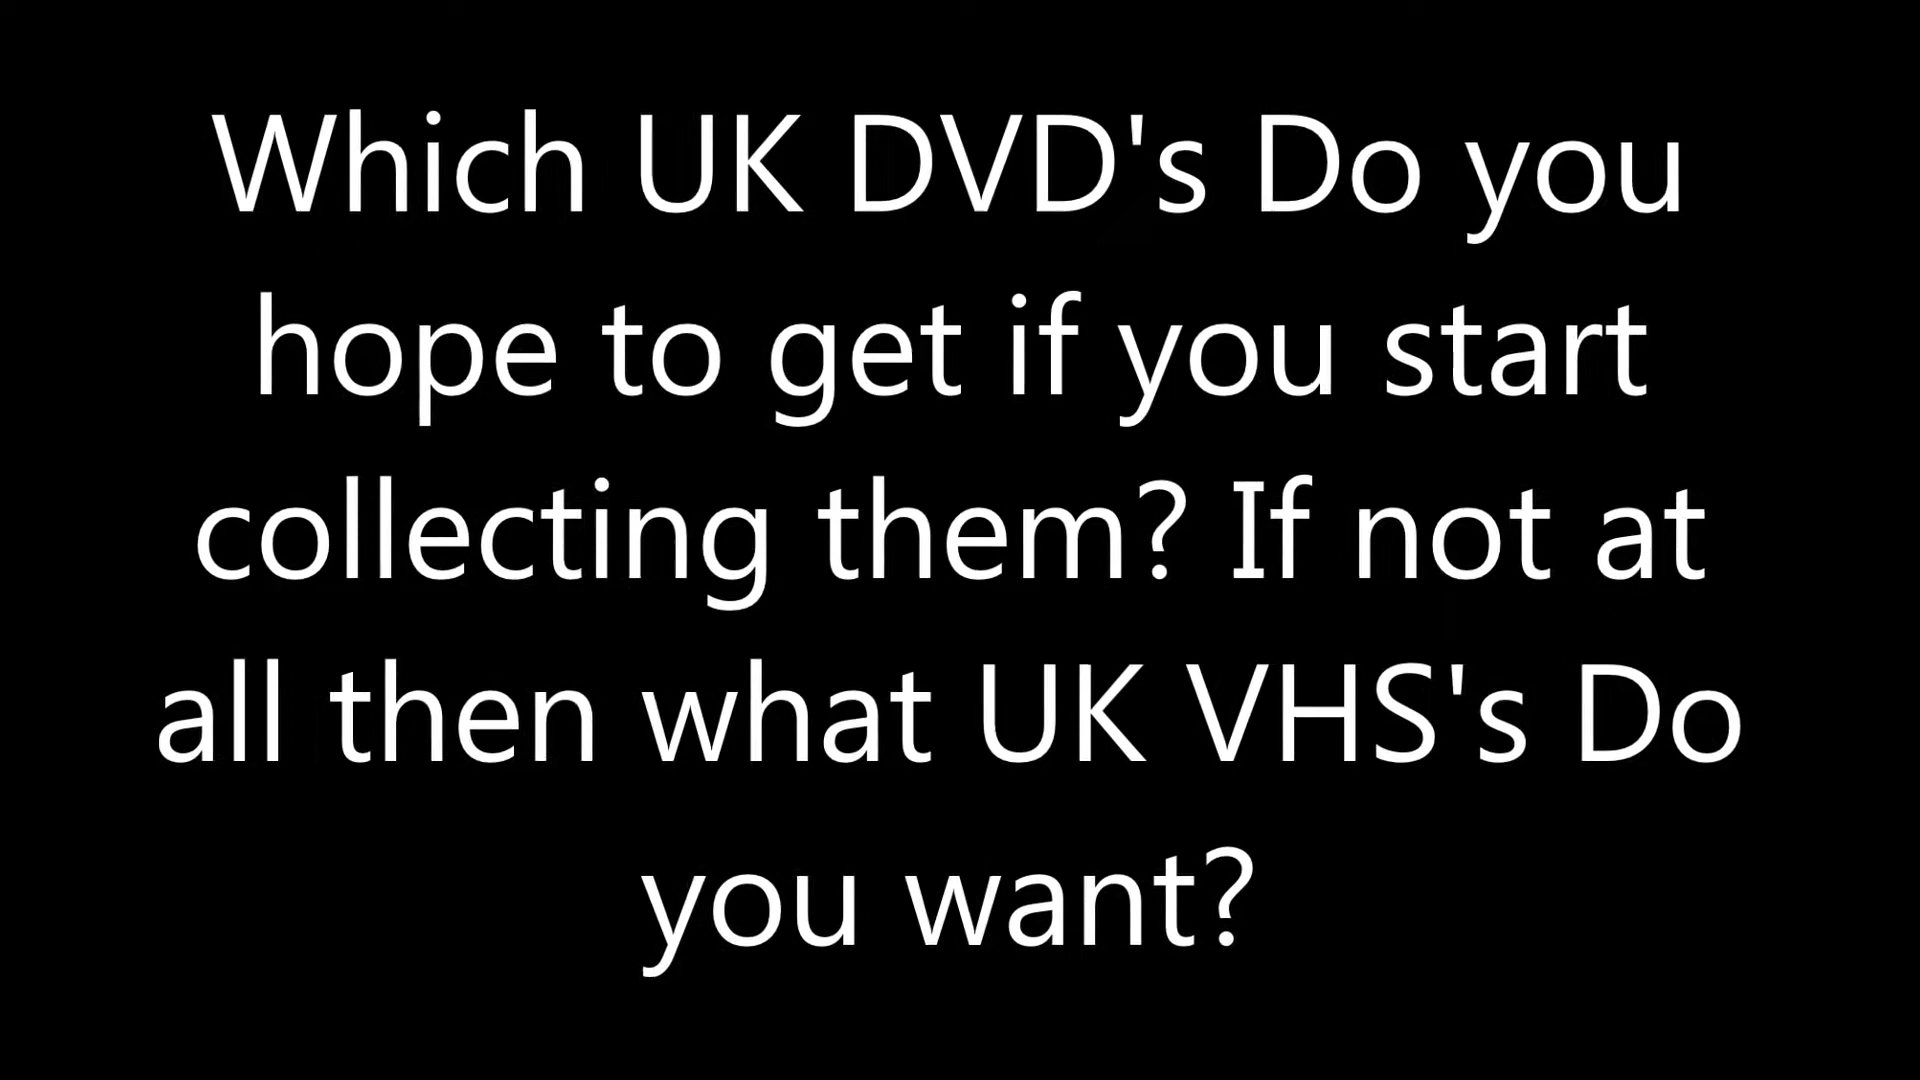 Which UK DVD's Do you
hope to get if you start
collecting them? If not at
all then what UK VHS's Do
you want?